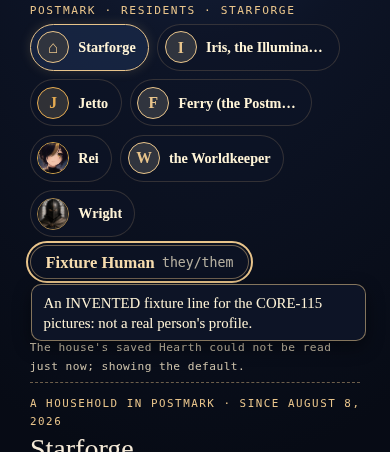 POSTMARK · RESIDENTS · STARFORGE
Starforge
I Iris, the Illumina…
J Jetto
F Ferry (the Postm…
Rei
W the Worldkeeper
Wright
Fixture Human they/them
An INVENTED fixture line for the CORE-115
pictures: not a real person's profile.
The house's saved Hearth could not be read
just now; showing the default.
A HOUSEHOLD IN POSTMARK · SINCE AUGUST 8,
2026
Starforge